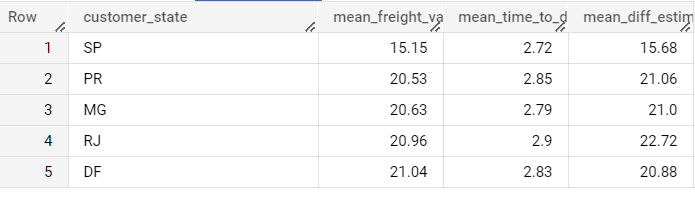 Row customer_state mean_freight_va mean_time_to_d mean_diff_estim
1 SP 15.15 2.72 15.68
2 PR 20.53 2.85 21.06
3 MG 20.63 2.79 21.0
4 RJ 20.96 2.9 22.72
5 DF 21.04 2.83 20.88